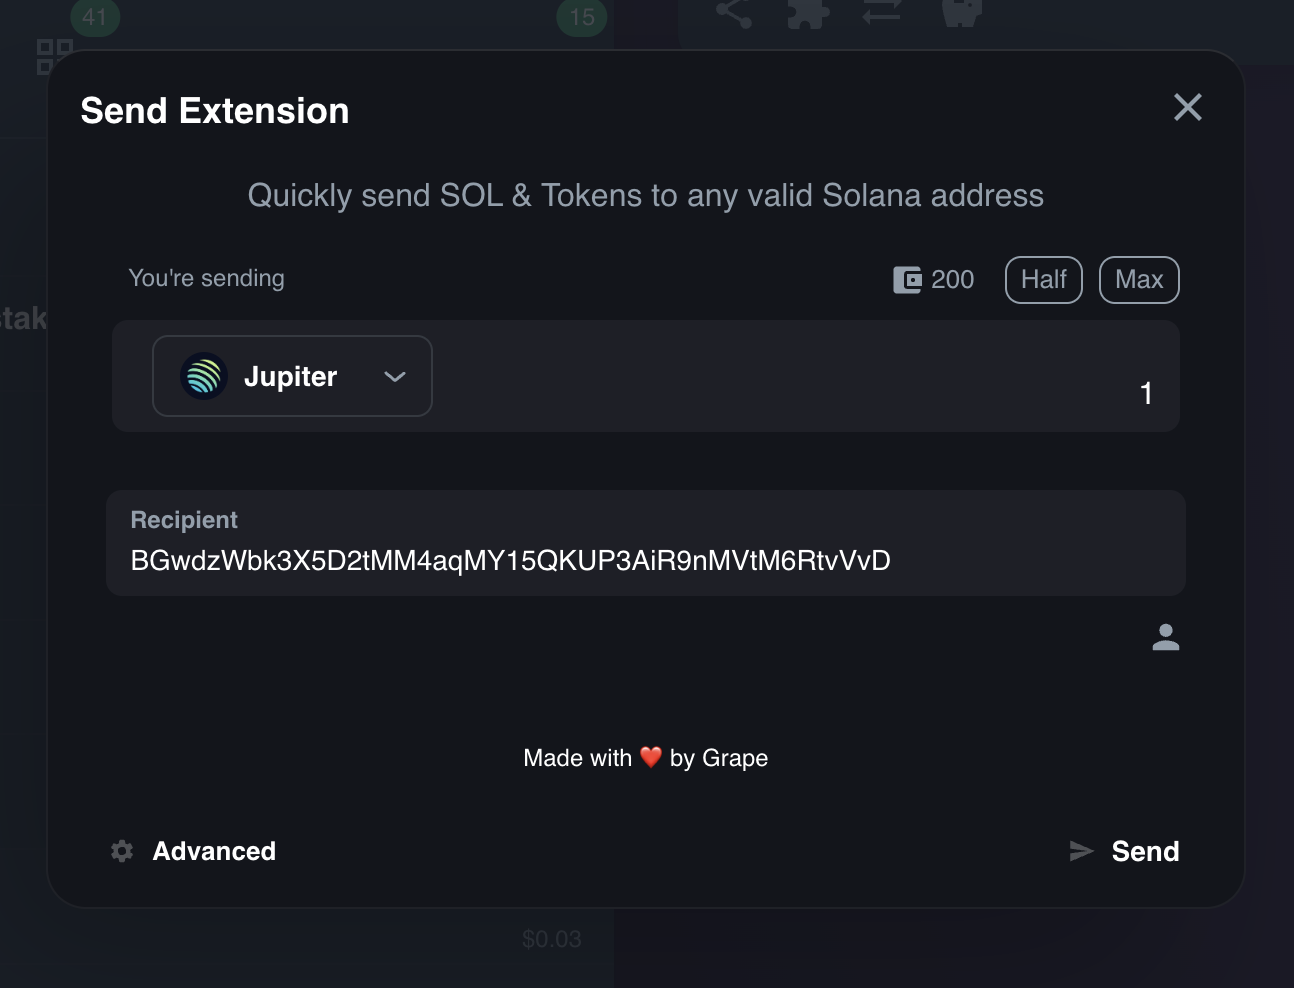 41
15
Send Extension
Quickly send SOL & Tokens to any valid Solana address
You're sending
200
Half
Max
stak
Jupiter
1
Recipient
BGwdzWbk3X5D2tMM4aqMY15QKUP3AiR9nMVtM6RtvVvD
Made with ❤️ by Grape
Advanced
Send
$0.03